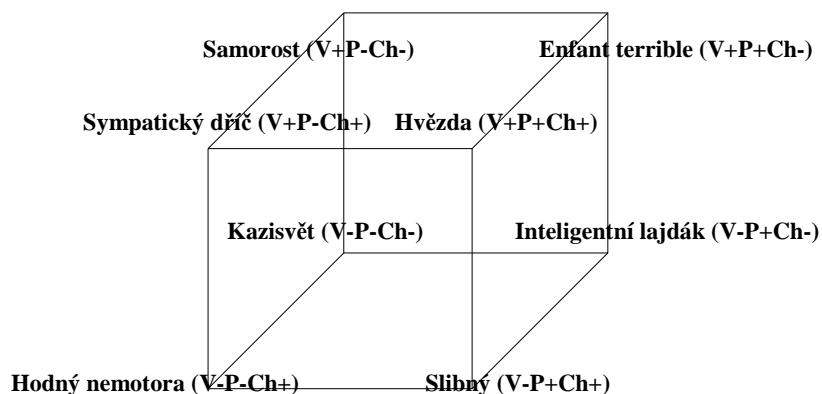 Samorost (V+P-Ch-)
Enfant terrible (V+P+Ch-)
Sympatický dříč (V+P-Ch+)
Hvězda (V+P+Ch+)
Kazisvět (V-P-Ch-)
Inteligentní lajdák (V-P+Ch-)
Hodný nemotora (V-P-Ch+)
Slibný (V-P+Ch+)